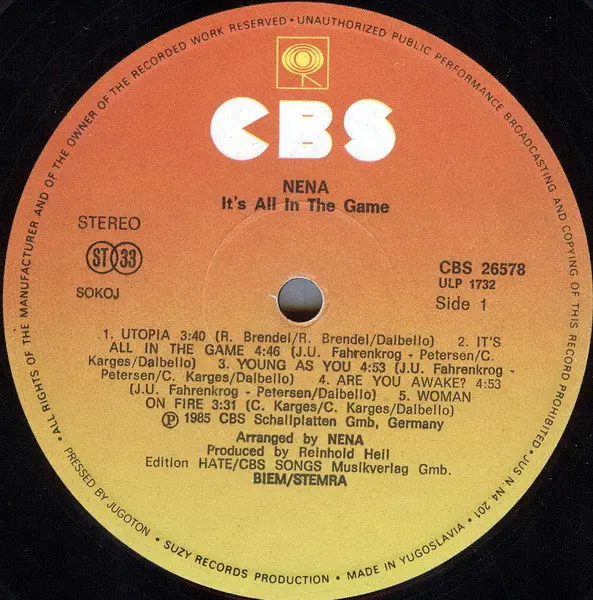 CBS
NENA
It's All In The Game
STEREO
ST 33
SOKOJ
CBS 26578
ULP 1732
Side 1
1. UTOPIA 3:40 (R. Brendel/R. Brendel/Dalbello) 2. IT'S
ALL IN THE GAME 4:46 (J.U. Fahrenkrog - Petersen/C.
Karges/Dalbello) 3. YOUNG AS YOU 4:53 (J.U. Fahrenkrog -
Petersen/C. Karges/Dalbello) 4. ARE YOU AWAKE? 4:53
(J.U. Fahrenkrog - Petersen/Dalbello) 5. WOMAN
ON FIRE 3:31 (C. Karges/C. Karges/Dalbello)
Ⓟ 1985 CBS Schallplatten Gmb, Germany
Arranged by NENA
Produced by Reinhold Heil
Edition HATE/CBS SONGS Musikverlag Gmb.
BIEM/STEMRA
• ALL RIGHTS OF THE MANUFACTURER AND OF THE OWNER OF THE RECORDED WORK RESERVED • UNAUTHORIZED PUBLIC PERFORMANCE BROADCASTING AND COPYING OF THIS RECORD PROHIBITED • JUS N N4 201 •
PRESSED BY JUGOTON • SUZY RECORDS PRODUCTION • MADE IN YUGOSLAVIA •